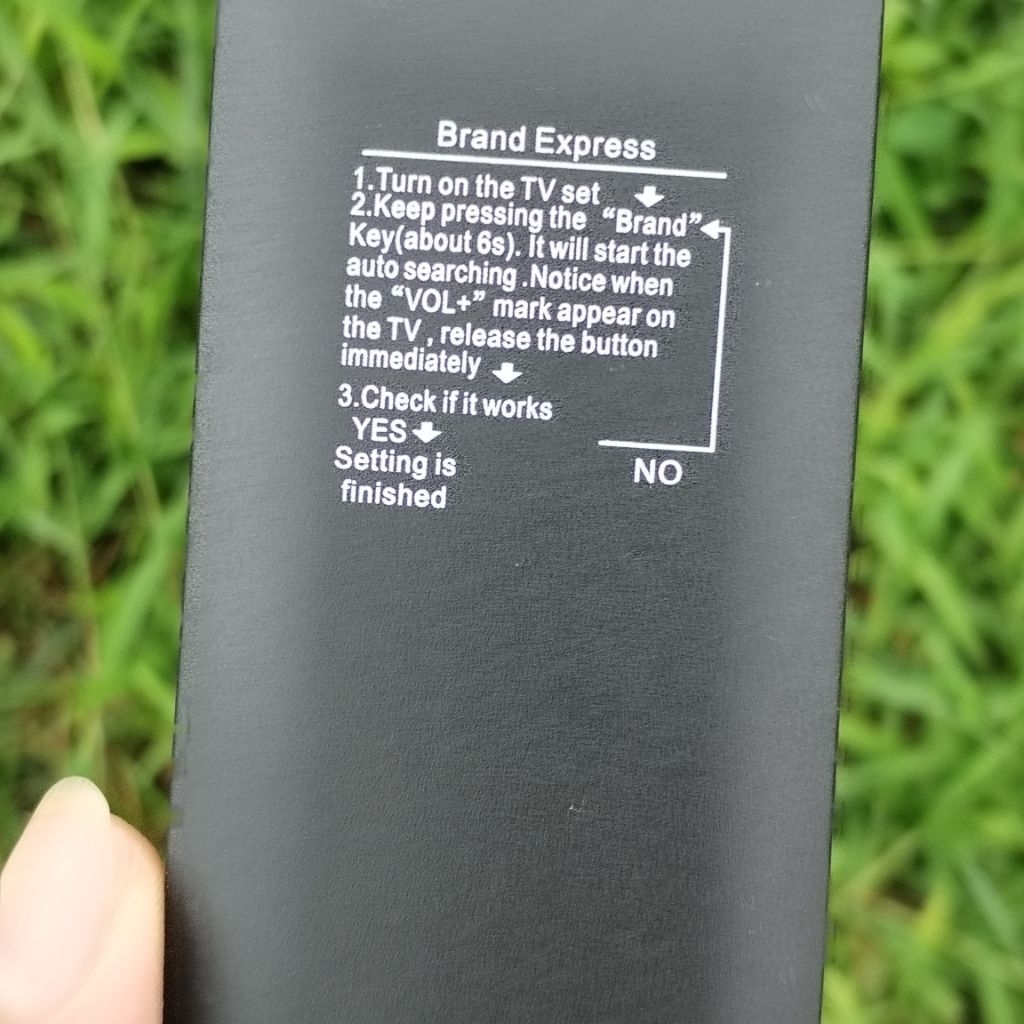 Brand Express
1.Turn on the TV set
2.Keep pressing the “Brand”
Key(about 6s). It will start the
auto searching .Notice when
the “VOL+” mark appear on
the TV , release the button
immediately
3.Check if it works
YES
NO
Setting is
finished